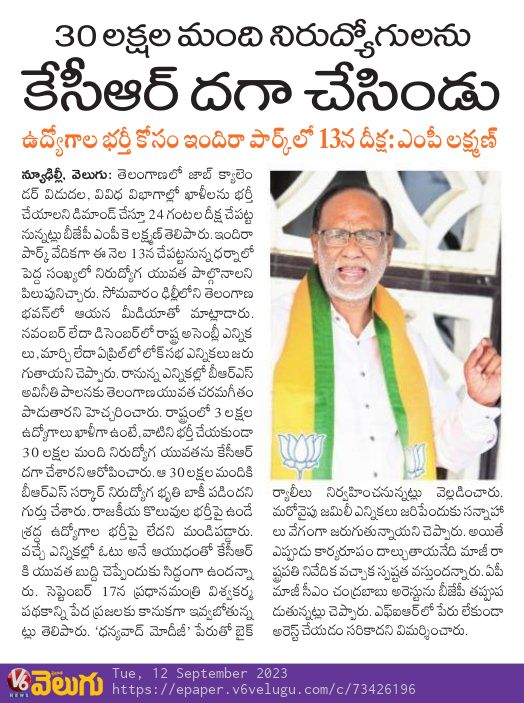 30 లక్షల మంది నిరుద్యోగులను
కేసీఆర్ దగా చేసిండు
ఉద్యోగాల భర్తీ కోసం ఇందిరా పార్క్‌లో 13న దీక్ష: ఎంపీ లక్ష్మణ్
న్యూఢిల్లీ, వెలుగు: తెలంగాణలో జాబ్ క్యాలెం
డర్ విడుదల, వివిధ విభాగాల్లో ఖాళీలను భర్తీ
చేయాలని డిమాండ్ చేస్తూ 24 గంటల దీక్ష చేపట్ట
నున్నట్లు బీజేపీ ఎంపీ కె లక్ష్మణ్ తెలిపారు. ఇందిరా
పార్క్ వేదికగా ఈ నెల 13న చేపట్టనున్న ధర్నాలో
పెద్ద సంఖ్యలో నిరుద్యోగ యువత పాల్గొనాలని
పిలుపునిచ్చారు. సోమవారం ఢిల్లీలోని తెలంగాణ
భవన్‌లో ఆయన మీడియాతో మాట్లాడారు.
నవంబర్ లేదా డిసెంబర్‌లో రాష్ట్ర అసెంబ్లీ ఎన్నిక
లు, మార్చి లేదా ఏప్రిల్‌లో లోక్ సభ ఎన్నికలు జరు
గుతాయని చెప్పారు. రానున్న ఎన్నికల్లో బీఆర్ఎస్
అవినీతి పాలనకు తెలంగాణ యువత చరమగీతం
పాడుతారని హెచ్చరించారు. రాష్ట్రంలో 3 లక్షల
ఉద్యోగాలు ఖాళీగా ఉంటే, వాటిని భర్తీ చేయకుండా
30 లక్షల మంది నిరుద్యోగ యువతను కేసీఆర్
దగా చేశారని ఆరోపించారు. ఆ 30 లక్షల మందికి
బీఆర్ఎస్ సర్కార్ నిరుద్యోగ భృతి బాకీ పడిందని
గుర్తు చేశారు. రాజకీయ కొలువుల భర్తీపై ఉండే
శ్రద్ధ ఉద్యోగాల భర్తీపై లేదని మండిపడ్డారు.
వచ్చే ఎన్నికల్లో ఓటు అనే ఆయుధంతో కేసీఆర్
కి యువత బుద్ది చెప్పేందుకు సిద్ధంగా ఉందన్నా
రు. సెప్టెంబర్ 17న ప్రధానమంత్రి విశ్వకర్మ
పథకాన్ని పేద ప్రజలకు కానుకగా ఇవ్వబోతున్న
ట్లు తెలిపారు. 'ధన్యవాద్ మోదీజీ' పేరుతో బైక్
ర్యాలీలు నిర్వహించనున్నట్లు వెల్లడించారు.
మరోవైపు జమిలీ ఎన్నికలు జరిపేందుకు సన్నాహా
లు వేగంగా జరుగుతున్నాయని చెప్పారు. అయితే
ఎప్పుడు కార్యరూపం దాల్చుతాయనేది మాజీ రా
ష్ట్రపతి నివేదిక వచ్చాక స్పష్టత వస్తుందన్నారు. ఏపీ
మాజీ సీఎం చంద్రబాబు అరెస్టును బీజేపీ తప్పుప
డుతున్నట్లు చెప్పారు. ఎఫ్ఐఆర్‌లో పేరు లేకుండా
అరెస్ట్ చేయడం సరికాదని విమర్శించారు.
V6 NEWS వెలుగు
Tue, 12 September 2023
https://epaper.v6velugu.com/c/73426196